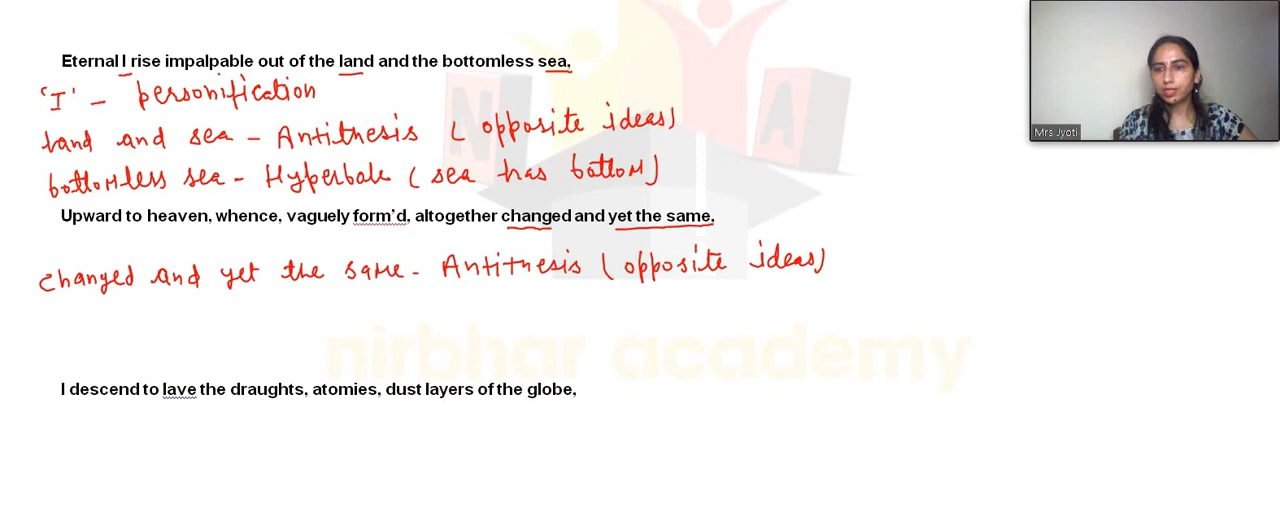 Eternal I rise impalpable out of the land and the bottomless sea,
'I' - personification
land and sea - Antithesis ( opposite ideas)
bottomless sea - Hyperbole ( sea has bottom)
Upward to heaven, whence, vaguely form'd, altogether changed and yet the same,
changed and yet the same - Antithesis ( opposite ideas)
nirbhar academy
I descend to lave the draughts, atomies, dust layers of the globe,
Mrs Jyoti
N
A